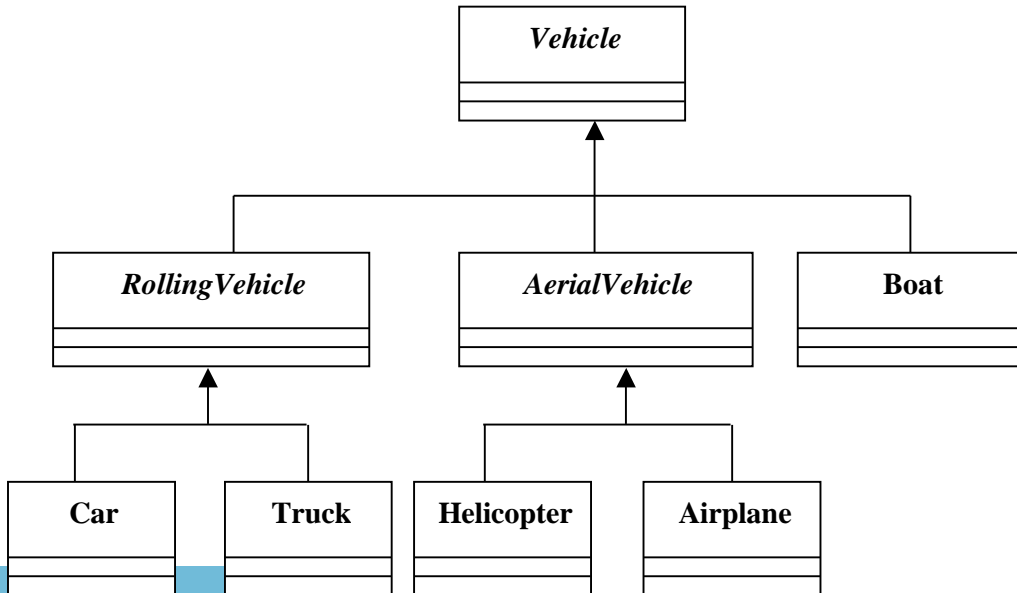 Vehicle
RollingVehicle
AerialVehicle
Boat
Car
Truck
Helicopter
Airplane